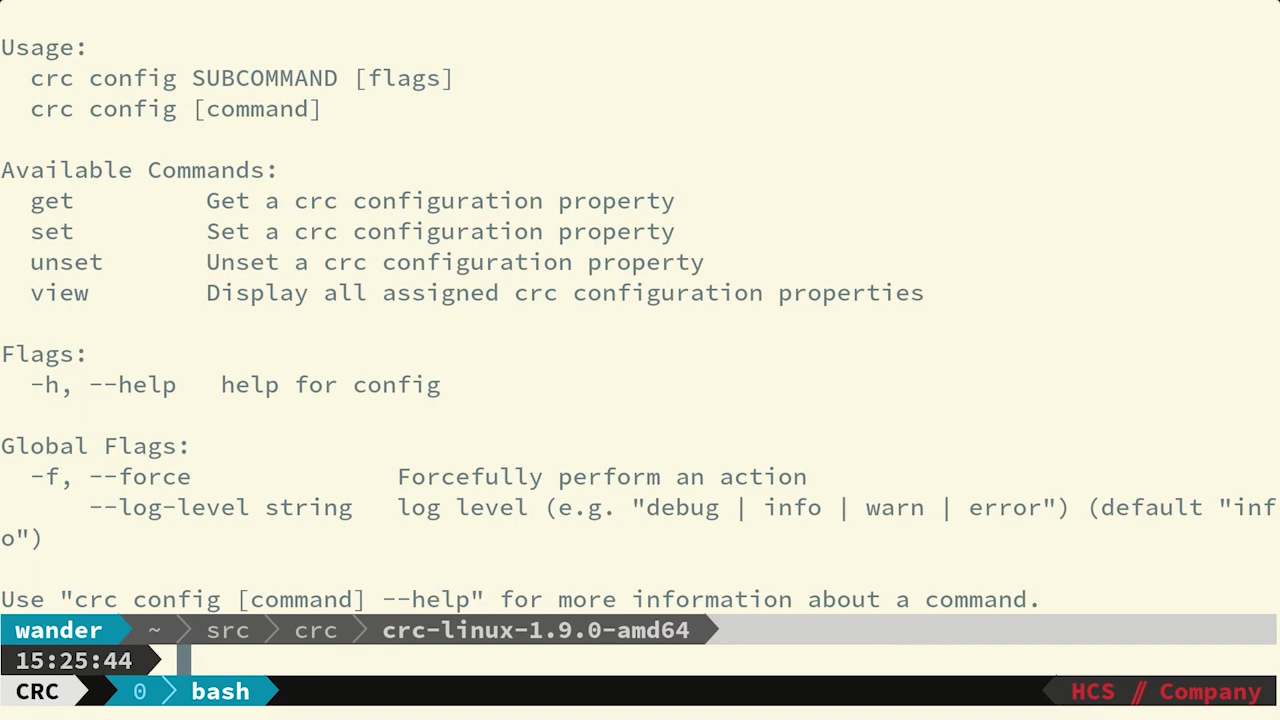 Usage:
  crc config SUBCOMMAND [flags]
  crc config [command]

Available Commands:
  get         Get a crc configuration property
  set         Set a crc configuration property
  unset       Unset a crc configuration property
  view        Display all assigned crc configuration properties

Flags:
  -h, --help   help for config

Global Flags:
  -f, --force              Forcefully perform an action
      --log-level string   log level (e.g. "debug | info | warn | error") (default "inf
o")

Use "crc config [command] --help" for more information about a command.
wander ~ src crc crc-linux-1.9.0-amd64
15:25:44
CRC 0 bash HCS // Company